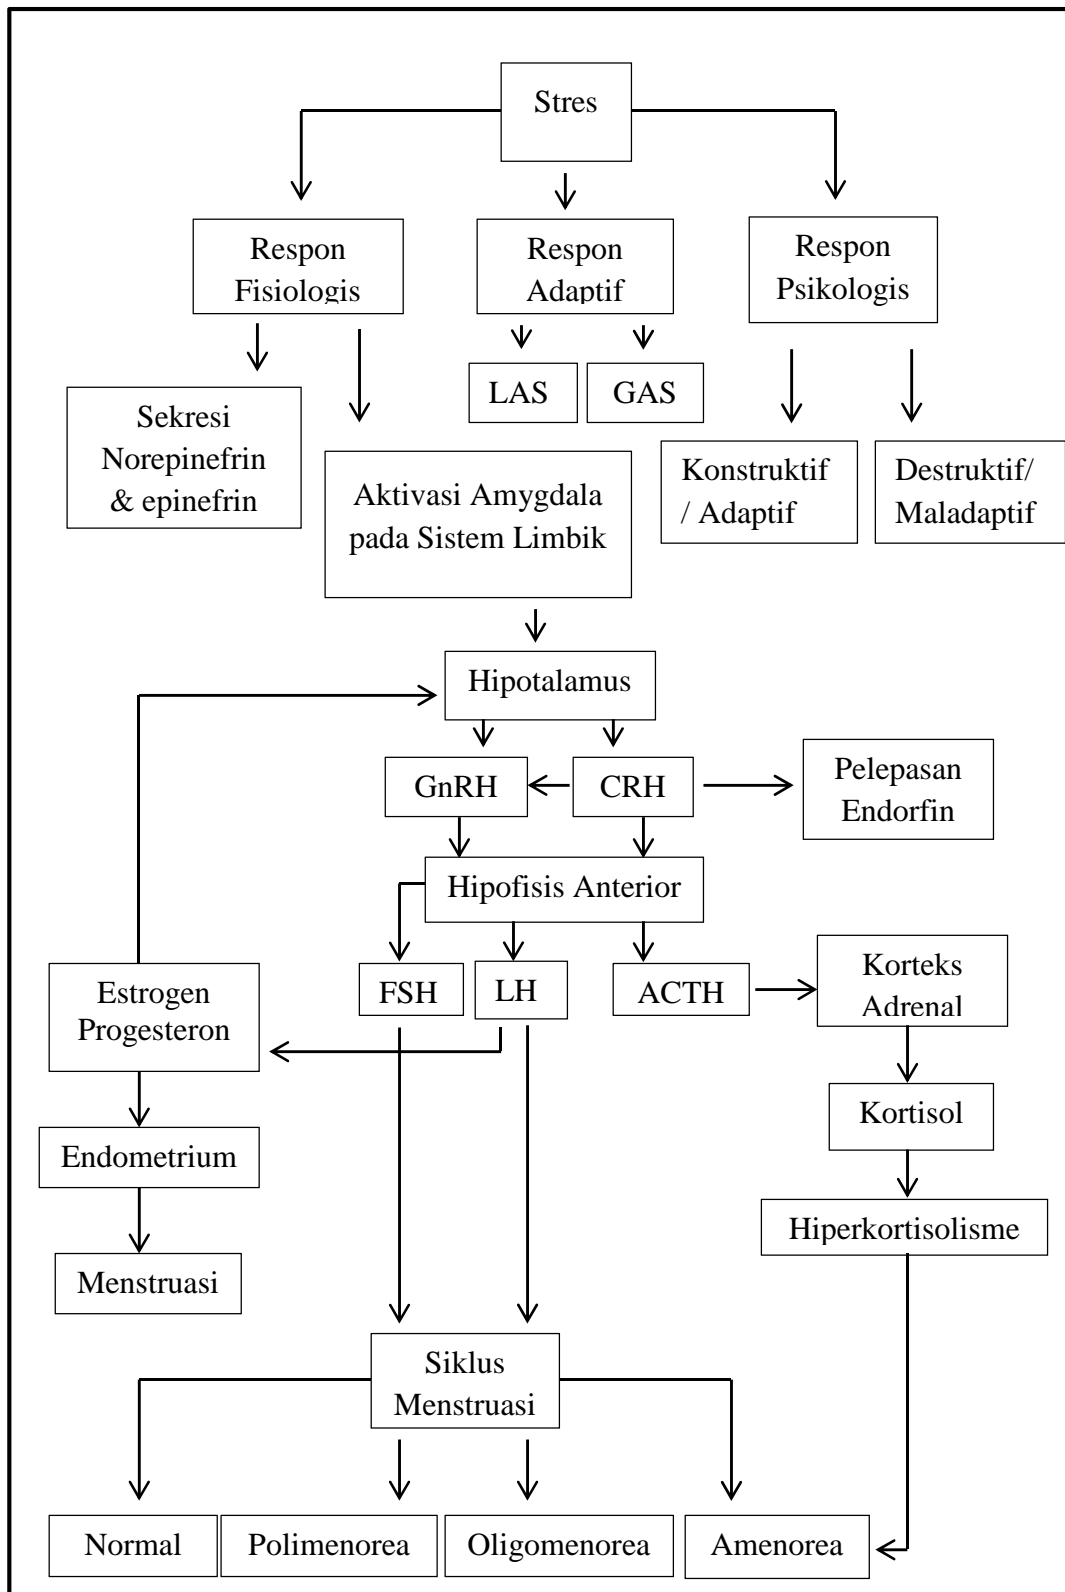 Stres
Respon
Fisiologis
Respon
Adaptif
Respon
Psikologis
LAS
GAS
Sekresi
Norepinefrin
& epinefrin
Aktivasi Amygdala
pada Sistem Limbik
Konstruktif
/ Adaptif
Destruktif/
Maladaptif
Hipotalamus
GnRH
CRH
Pelepasan
Endorfin
Hipofisis Anterior
FSH
LH
ACTH
Korteks
Adrenal
Estrogen
Progesteron
Kortisol
Endometrium
Hiperkortisolisme
Menstruasi
Siklus
Menstruasi
Normal
Polimenorea
Oligomenorea
Amenorea